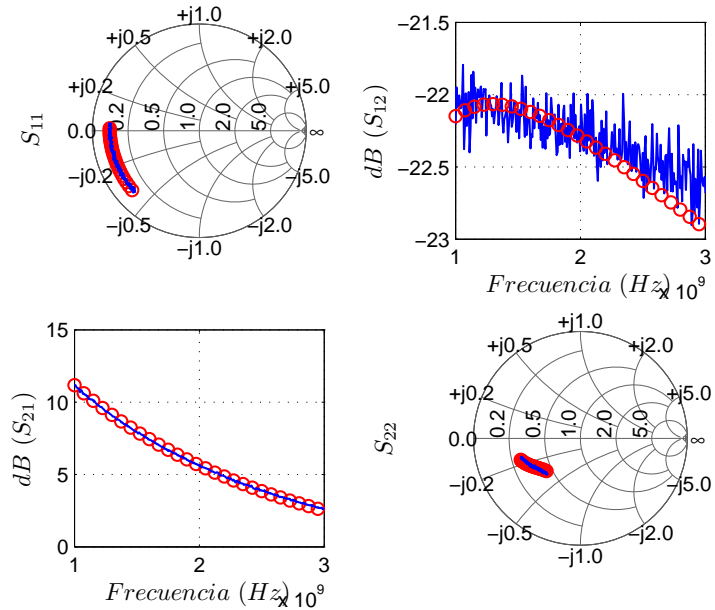 +j1.0
+j0.5
+j2.0
+j0.2
+j5.0
0.2
0.5
1.0
2.0
5.0
0.0
∞
−j0.2
−j5.0
−j0.5
−j2.0
−j1.0
S11
−21.5
−22
−22.5
−23
dB (S12)
1
2
3
Frecuencia (Hz)
x 10^9
15
10
5
0
dB (S21)
1
2
3
Frecuencia (Hz)
x 10^9
+j1.0
+j0.5
+j2.0
+j0.2
+j5.0
0.2
0.5
1.0
2.0
5.0
0.0
∞
−j0.2
−j5.0
−j0.5
−j2.0
−j1.0
S22